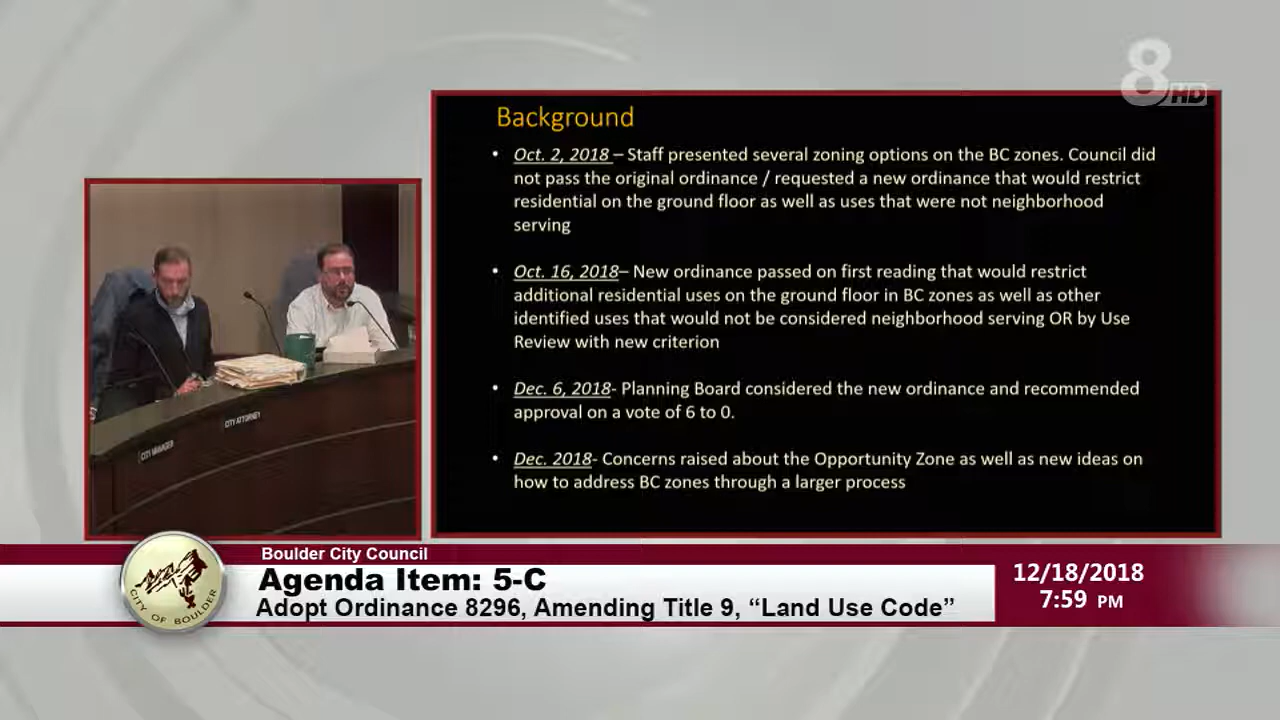 8 HD
Background
• Oct. 2, 2018 – Staff presented several zoning options on the BC zones. Council did
not pass the original ordinance / requested a new ordinance that would restrict
residential on the ground floor as well as uses that were not neighborhood
serving
• Oct. 16, 2018– New ordinance passed on first reading that would restrict
additional residential uses on the ground floor in BC zones as well as other
identified uses that would not be considered neighborhood serving OR by Use
Review with new criterion
• Dec. 6, 2018- Planning Board considered the new ordinance and recommended
approval on a vote of 6 to 0.
• Dec. 2018- Concerns raised about the Opportunity Zone as well as new ideas on
how to address BC zones through a larger process
CITY MANAGER
CITY ATTORNEY
CITY OF BOULDER
Boulder City Council
Agenda Item: 5-C
Adopt Ordinance 8296, Amending Title 9, “Land Use Code”
12/18/2018
7:59 PM